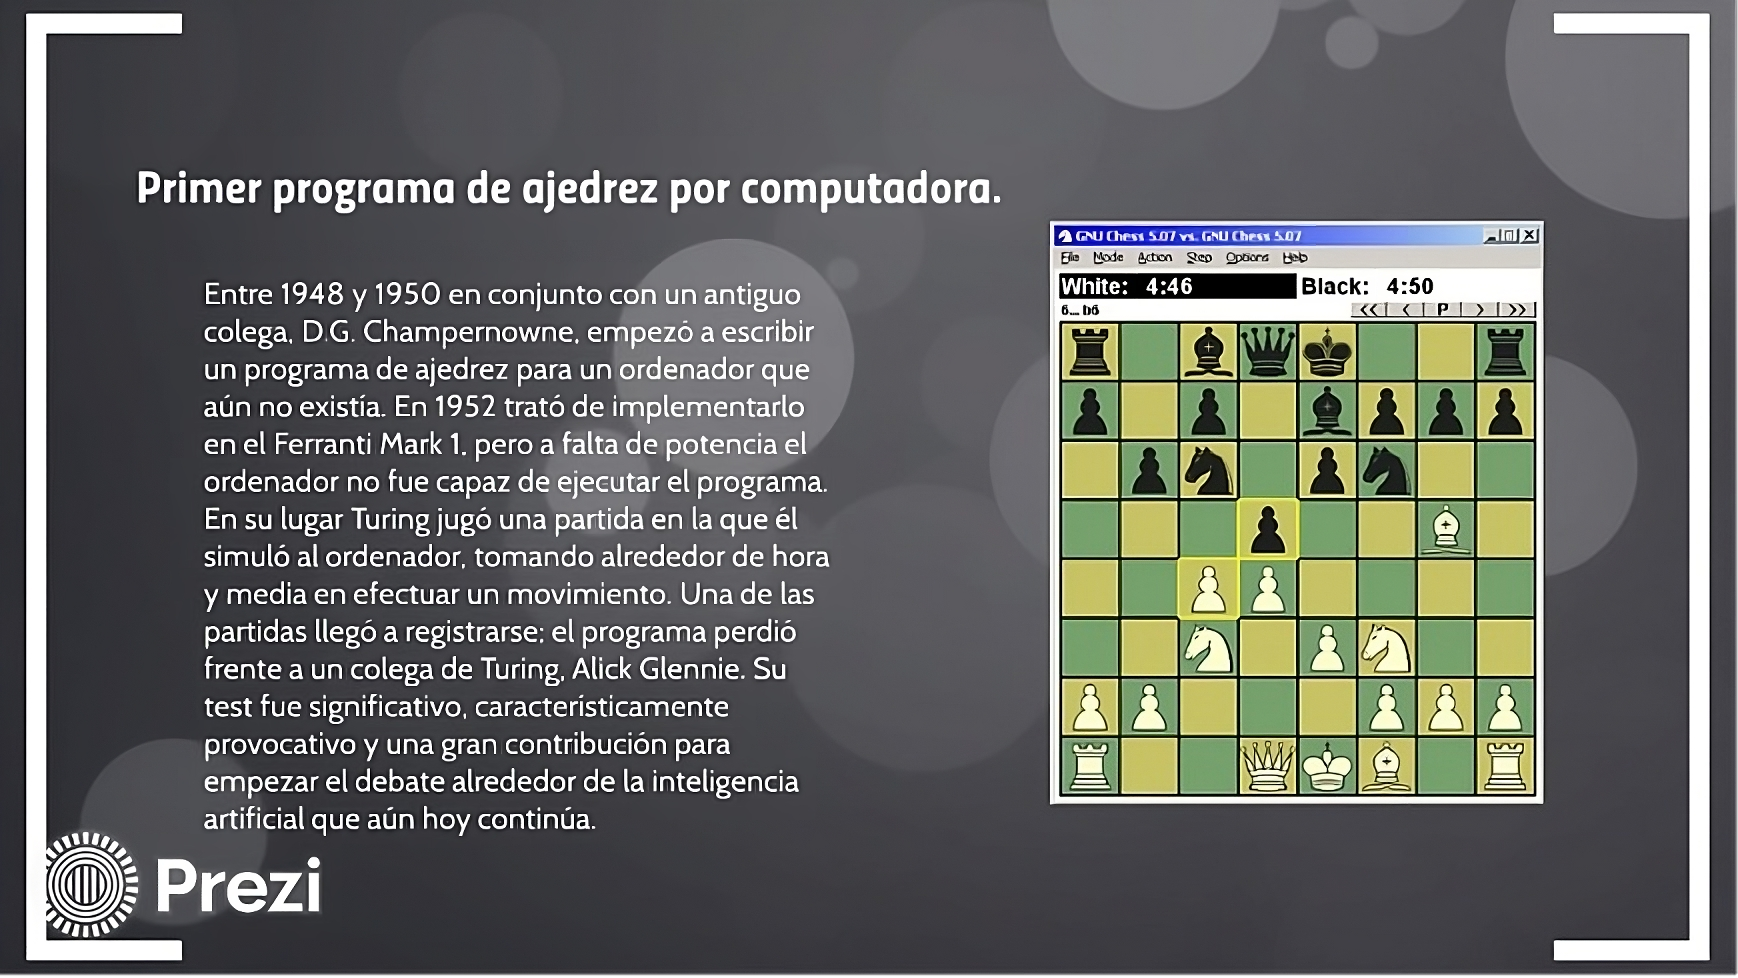 Primer programa de ajedrez por computadora.
Entre 1948 y 1950 en conjunto con un antiguo
colega, D.G. Champernowne, empezó a escribir
un programa de ajedrez para un ordenador que
aún no existía. En 1952 trató de implementarlo
en el Ferranti Mark 1, pero a falta de potencia el
ordenador no fue capaz de ejecutar el programa.
En su lugar Turing jugó una partida en la que él
simuló al ordenador, tomando alrededor de hora
y media en efectuar un movimiento. Una de las
partidas llegó a registrarse; el programa perdió
frente a un colega de Turing, Alick Glennie. Su
test fue significativo, característicamente
provocativo y una gran contribución para
empezar el debate alrededor de la inteligencia
artificial que aún hoy continúa.
GNU Chess 5.07 vs. GNU Chess 5.07
File Mode Action Step Options Help
White: 4:46 Black: 4:50
6... b6 << < P > >>
Prezi